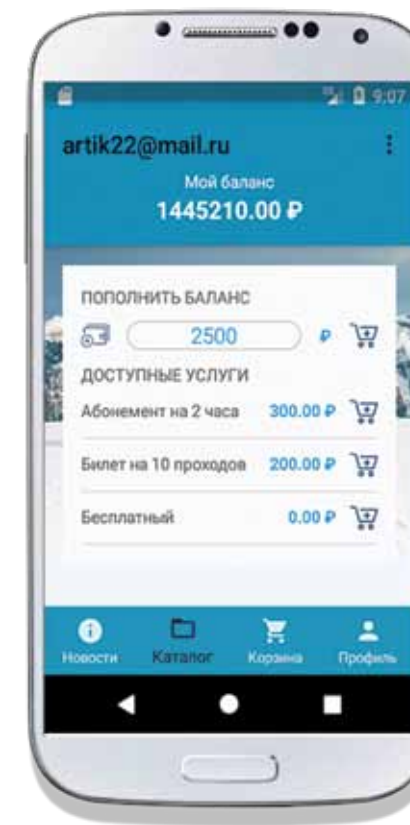 9:07
artik22@mail.ru
Мой баланс
1445210.00 ₽
ПОПОЛНИТЬ БАЛАНС
2500 ₽
ДОСТУПНЫЕ УСЛУГИ
Абонемент на 2 часа 300.00 ₽
Билет на 10 проходов 200.00 ₽
Бесплатный 0.00 ₽
Новости Каталог Корзина Профиль